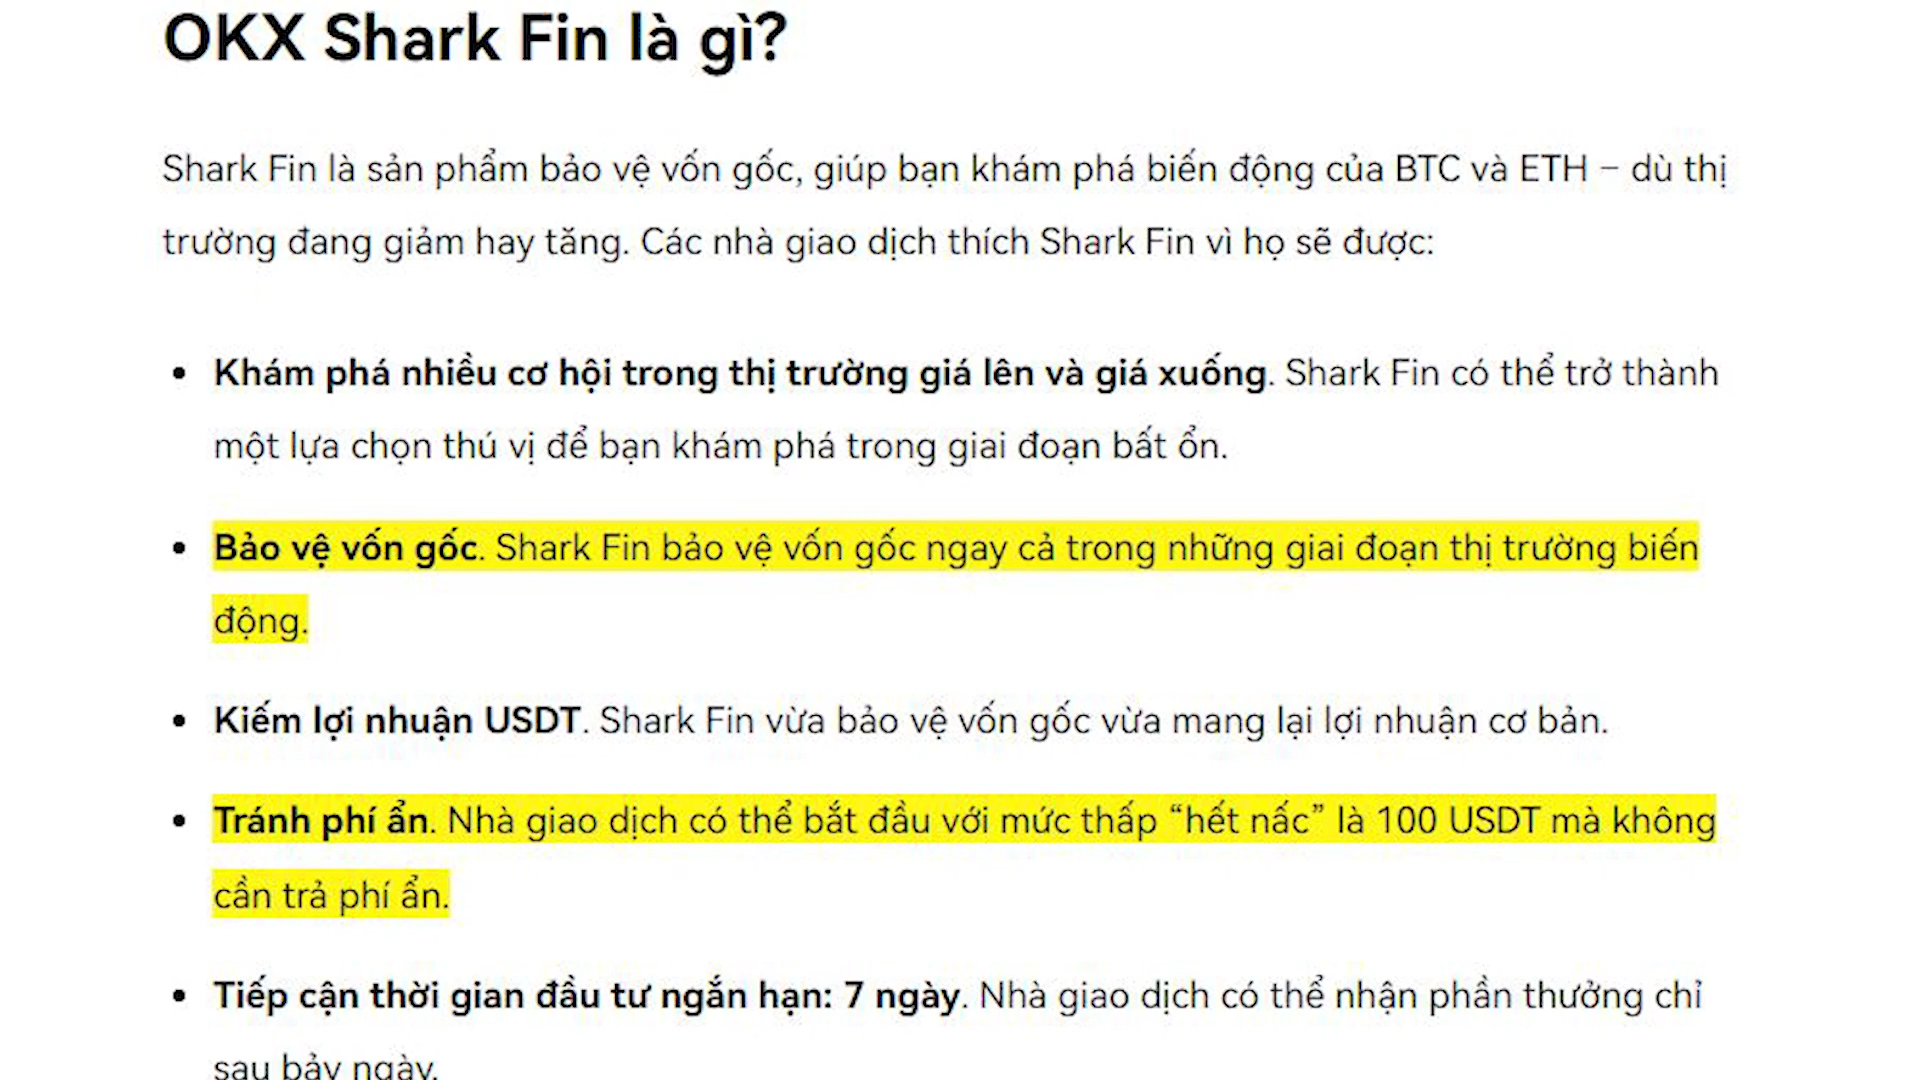 OKX Shark Fin là gì?
Shark Fin là sản phẩm bảo vệ vốn gốc, giúp bạn khám phá biến động của BTC và ETH – dù thị
trường đang giảm hay tăng. Các nhà giao dịch thích Shark Fin vì họ sẽ được:
• Khám phá nhiều cơ hội trong thị trường giá lên và giá xuống. Shark Fin có thể trở thành
một lựa chọn thú vị để bạn khám phá trong giai đoạn bất ổn.
• Bảo vệ vốn gốc. Shark Fin bảo vệ vốn gốc ngay cả trong những giai đoạn thị trường biến
động.
• Kiếm lợi nhuận USDT. Shark Fin vừa bảo vệ vốn gốc vừa mang lại lợi nhuận cơ bản.
• Tránh phí ẩn. Nhà giao dịch có thể bắt đầu với mức thấp “hết nấc” là 100 USDT mà không
cần trả phí ẩn.
• Tiếp cận thời gian đầu tư ngắn hạn: 7 ngày. Nhà giao dịch có thể nhận phần thưởng chỉ
sau bảy ngày.